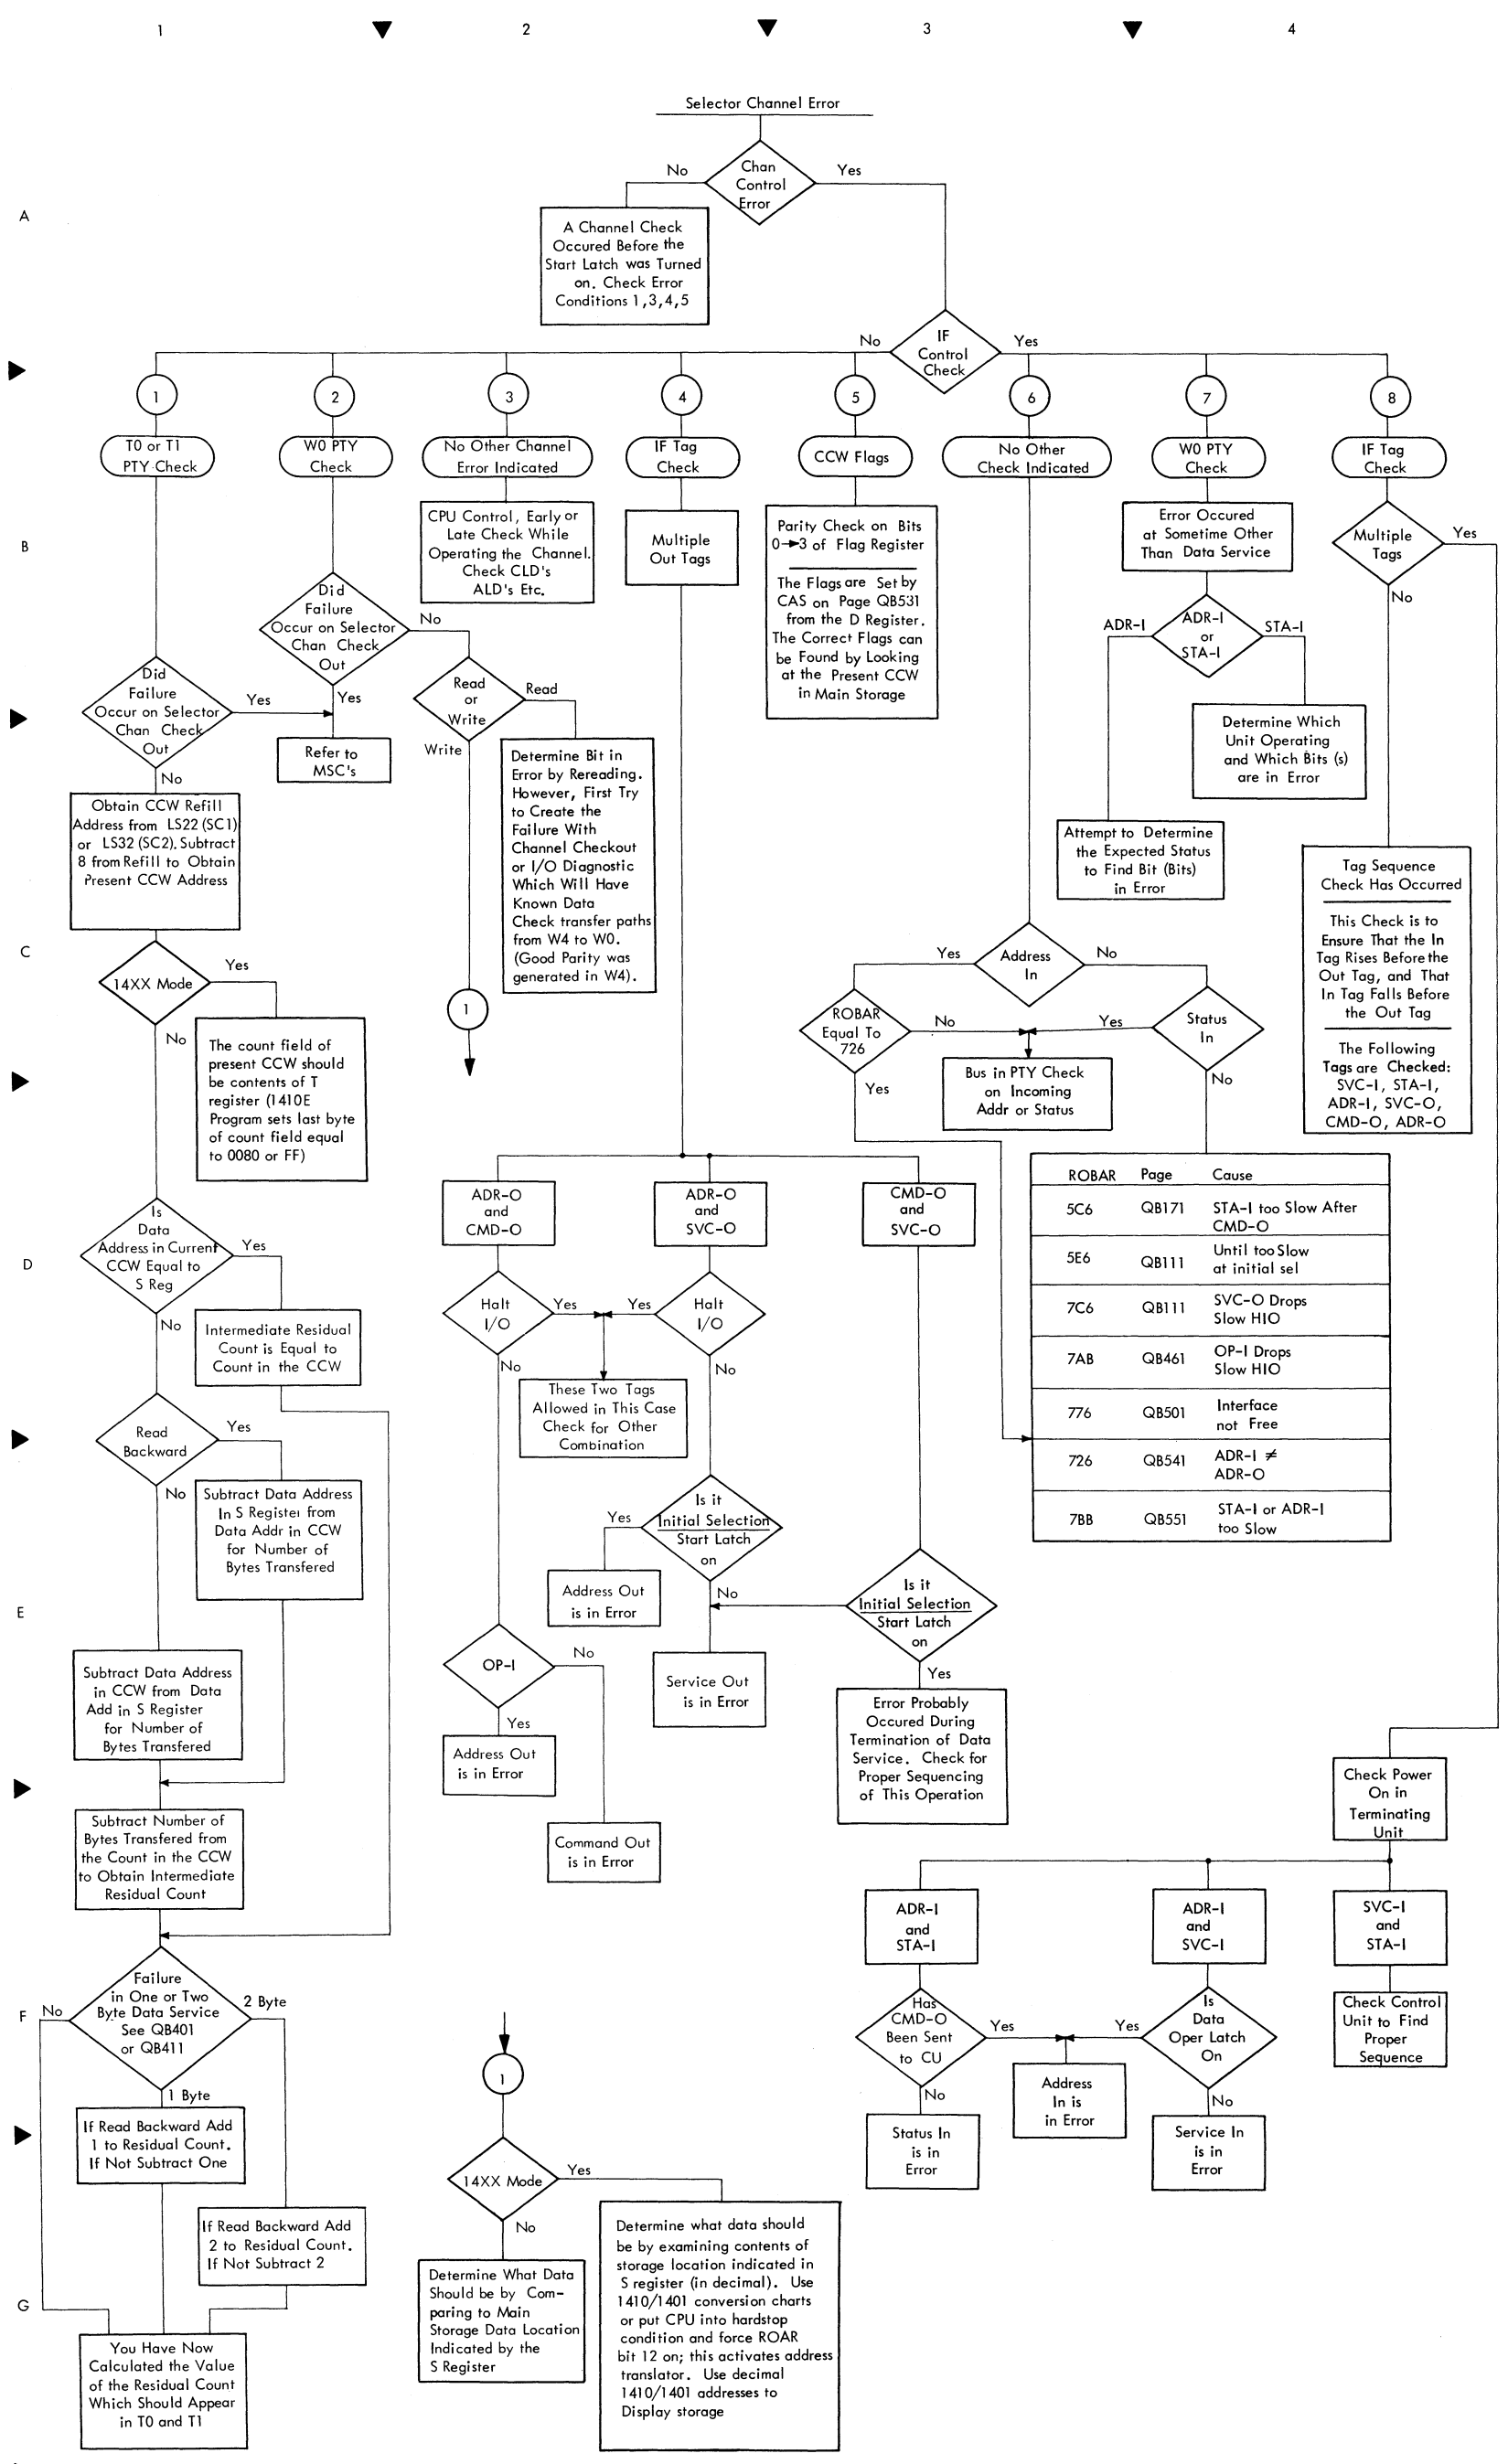 1
2
3
4
Selector Channel Error
Chan
Control
Error
No
Yes
A
A Channel Check
Occured Before the
Start Latch was Turned
on. Check Error
Conditions 1,3,4,5
IF
Control
Check
No
Yes
1
2
3
4
5
6
7
8
T0 or T1
PTY Check
W0 PTY
Check
No Other Channel
Error Indicated
IF Tag
Check
CCW Flags
No Other
Check Indicated
W0 PTY
Check
IF Tag
Check
B
CPU Control, Early or
Late Check While
Operating the Channel.
Check CLD's
ALD's Etc.
Multiple
Out Tags
Parity Check on Bits
0→3 of Flag Register
The Flags are Set by
CAS on Page QB531
from the D Register.
The Correct Flags can
be Found by Looking
at the Present CCW
in Main Storage
Error Occured
at Sometime Other
Than Data Service
Multiple
Tags
Yes
No
Did
Failure
Occur on Selector
Chan Check
Out
No
Yes
ADR-I
or
STA-I
ADR-I
STA-I
Did
Failure
Occur on Selector
Chan Check
Out
Yes
No
Refer to
MSC's
Read
or
Write
Read
Write
Determine Which
Unit Operating
and Which Bits (s)
are in Error
Determine Bit in
Error by Rereading.
However, First Try
to Create the
Failure With
Channel Checkout
or I/O Diagnostic
Which Will Have
Known Data
Check transfer paths
from W4 to W0.
(Good Parity was
generated in W4).
1
Obtain CCW Refill
Address from LS22 (SC1)
or LS32 (SC2). Subtract
8 from Refill to Obtain
Present CCW Address
Attempt to Determine
the Expected Status
to Find Bit (Bits)
in Error
Tag Sequence
Check Has Occurred
This Check is to
Ensure That the In
Tag Rises Before the
Out Tag, and That
In Tag Falls Before
the Out Tag
The Following
Tags are Checked:
SVC-I, STA-I,
ADR-I, SVC-O,
CMD-O, ADR-O
C
14XX Mode
Yes
No
The count field of
present CCW should
be contents of T
register (1410E
Program sets last byte
of count field equal
to 0080 or FF)
Address
In
Yes
No
ROBAR
Equal To
726
No
Yes
Status
In
Yes
No
Bus in PTY Check
on Incoming
Addr or Status
ROBAR Page Cause
5C6 QB171 STA-I too Slow After
CMD-O
5E6 QB111 Until too Slow
at initial sel
7C6 QB111 SVC-O Drops
Slow HIO
7AB QB461 OP-I Drops
Slow HIO
776 QB501 Interface
not Free
726 QB541 ADR-I ≠
ADR-O
7BB QB551 STA-I or ADR-I
too Slow
ADR-O
and
CMD-O
ADR-O
and
SVC-O
CMD-O
and
SVC-O
D
Is
Data
Address in Current
CCW Equal to
S Reg
Yes
No
Intermediate Residual
Count is Equal to
Count in the CCW
Halt
I/O
Yes
No
Halt
I/O
Yes
No
These Two Tags
Allowed in This Case
Check for Other
Combination
Read
Backward
Yes
No
Subtract Data Address
In S Register from
Data Addr in CCW
for Number of
Bytes Transfered
Is it
Initial Selection
Start Latch
on
Yes
No
Address Out
is in Error
Is it
Initial Selection
Start Latch
on
Yes
E
OP-I
No
Yes
Service Out
is in Error
Error Probably
Occured During
Termination of Data
Service. Check for
Proper Sequencing
of This Operation
Subtract Data Address
in CCW from Data
Add in S Register
for Number of
Bytes Transfered
Address Out
is in Error
Command Out
is in Error
Check Power
On in
Terminating
Unit
Subtract Number of
Bytes Transfered from
the Count in the CCW
to Obtain Intermediate
Residual Count
ADR-I
and
STA-I
ADR-I
and
SVC-I
SVC-I
and
STA-I
F
Failure
in One or Two
Byte Data Service
See QB401
or QB411
No
2 Byte
1 Byte
Has
CMD-O
Been Sent
to CU
Yes
No
Is
Data
Oper Latch
On
Yes
No
Check Control
Unit to Find
Proper
Sequence
Address
In is
in Error
Status In
is in
Error
Service In
is in
Error
If Read Backward Add
1 to Residual Count.
If Not Subtract One
If Read Backward Add
2 to Residual Count.
If Not Subtract 2
1
14XX Mode
Yes
No
G
Determine What Data
Should be by Com-
paring to Main
Storage Data Location
Indicated by the
S Register
Determine what data should
be by examining contents of
storage location indicated in
S register (in decimal). Use
1410/1401 conversion charts
or put CPU into hardstop
condition and force ROAR
bit 12 on; this activates address
translator. Use decimal
1410/1401 addresses to
Display storage
You Have Now
Calculated the Value
of the Residual Count
Which Should Appear
in T0 and T1